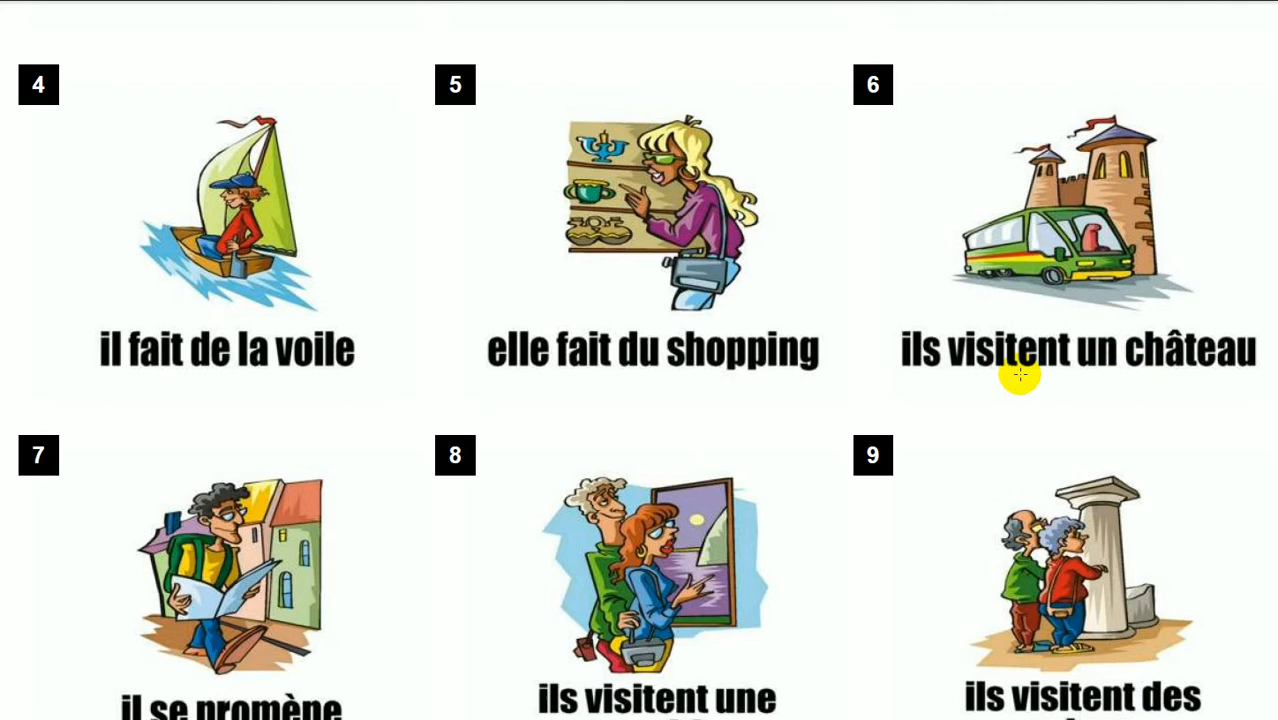 4
5
6
il fait de la voile
elle fait du shopping
ils visitent un château
7
8
9
il se promène
ils visitent une
ils visitent des